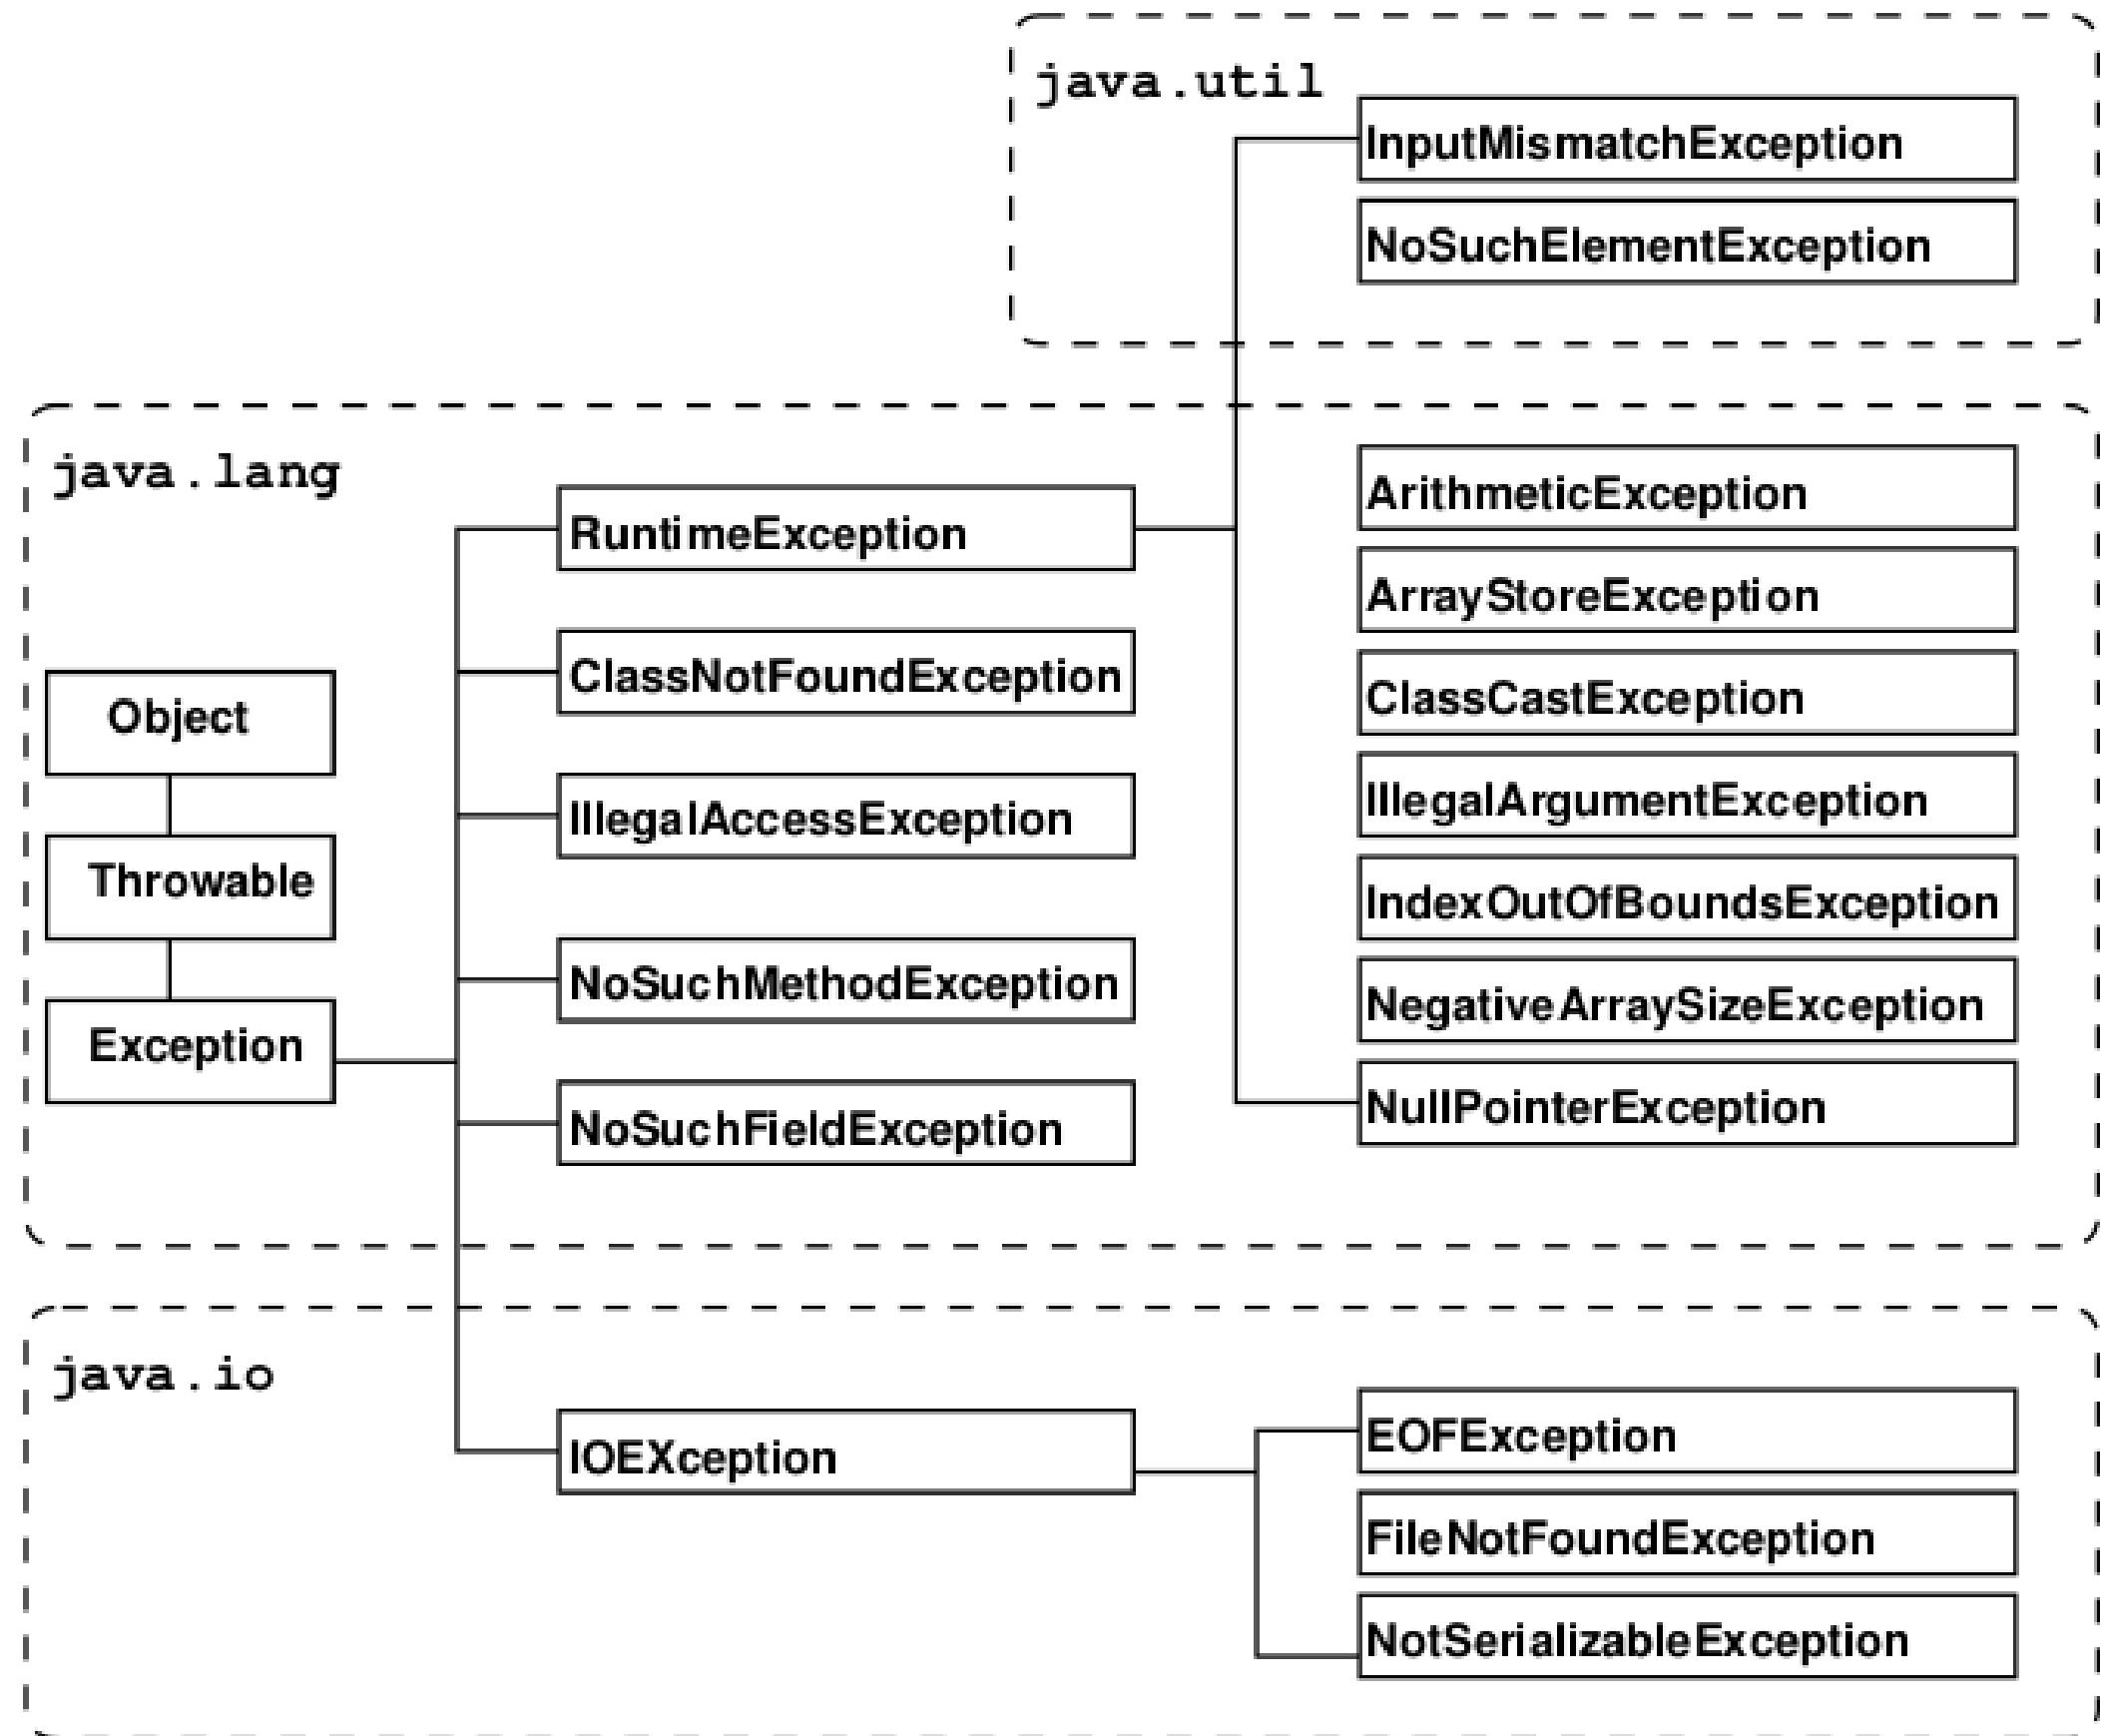 java.util
InputMismatchException
NoSuchElementException
java.lang
RuntimeException
ClassNotFoundException
IllegalAccessException
NoSuchMethodException
NoSuchFieldException
Object
Throwable
Exception
ArithmeticException
ArrayStoreException
ClassCastException
IllegalArgumentException
IndexOutOfBoundsException
NegativeArraySizeException
NullPointerException
java.io
IOEXception
EOFException
FileNotFoundException
NotSerializableException